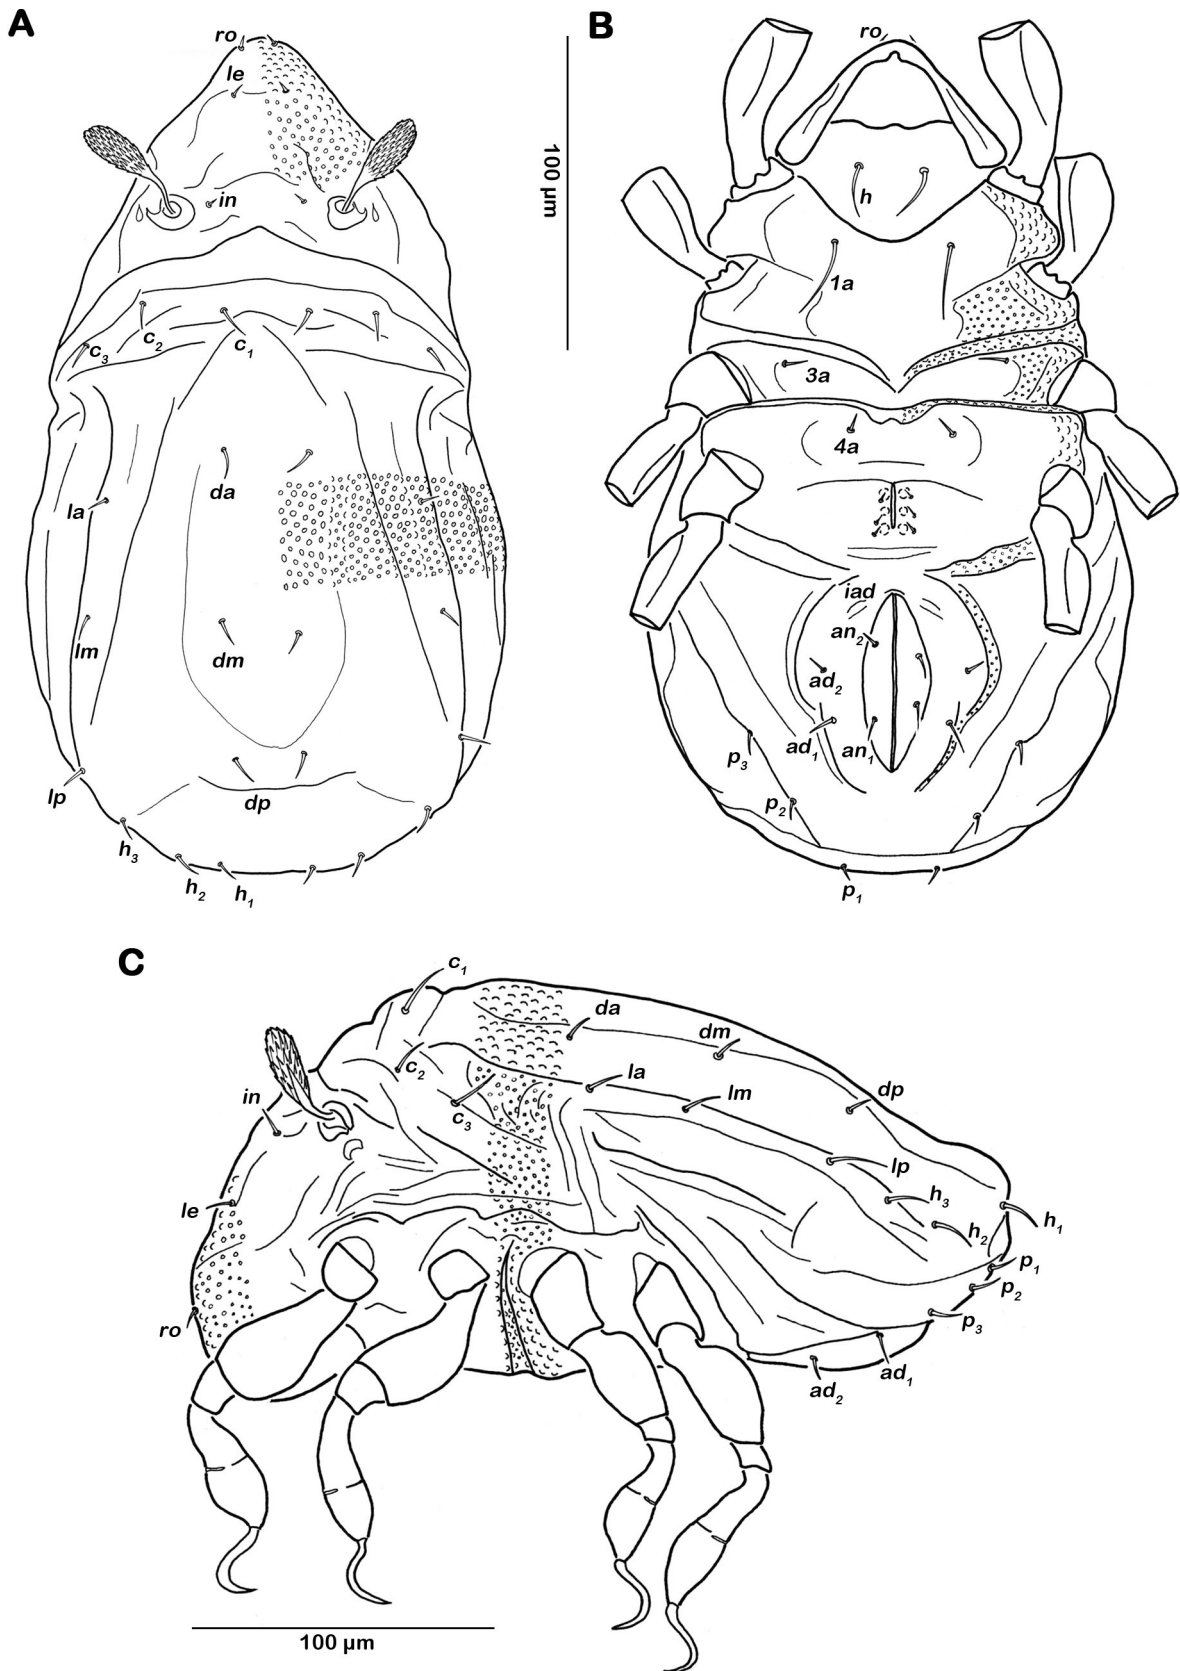 A
ro
le
in
c3
c2
c1
da
la
lm
dm
lp
dp
h3
h2
h1
100 µm
B
ro
h
1a
3a
4a
iad
an2
ad2
ad1
an1
p3
p2
p1
C
c1
da
dm
c2
la
lm
dp
in
c3
lp
le
h3
h2
h1
p1
p2
ro
p3
ad1
ad2
100 µm